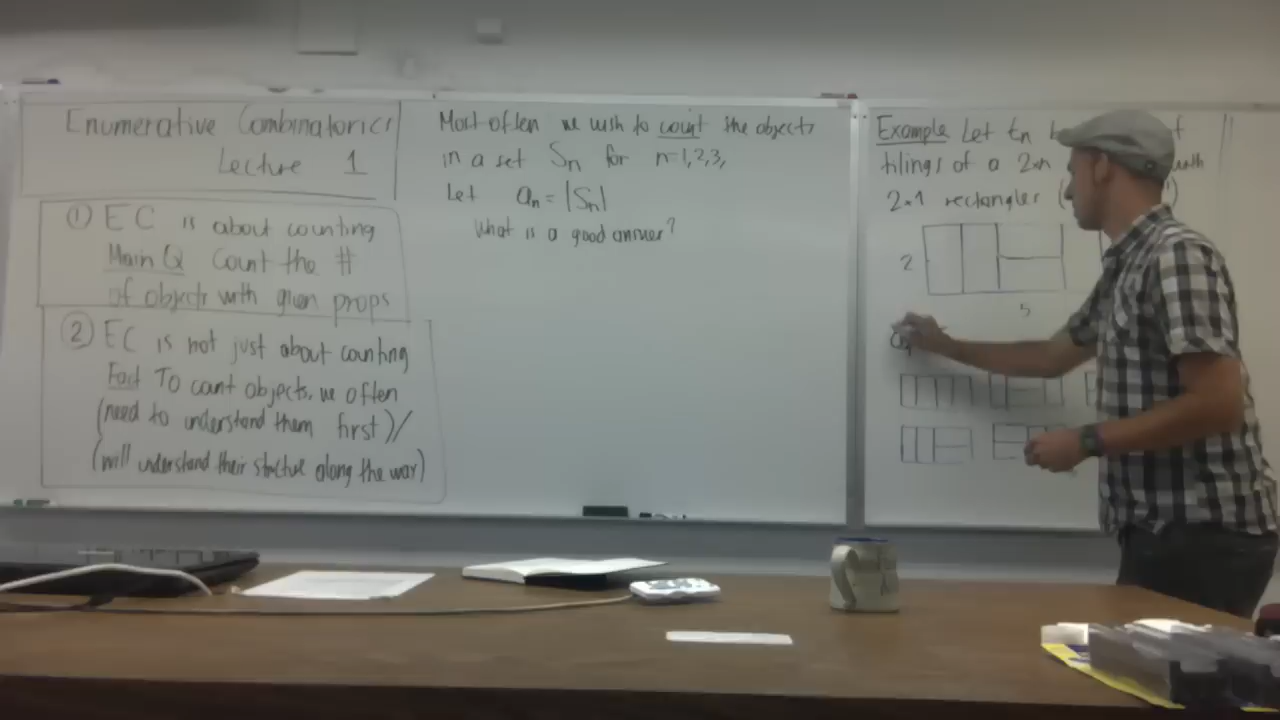 Enumerative Combinatorics
Lecture 1
① EC is about counting
Main Q Count the #
of objects with given props
② EC is not just about counting
Fact To count objects, we often
(need to understand them first)/
(will understand their structure along the way)
Most often we wish to count the objects
in a set Sn for n=1,2,3,
Let an = |Sn|
What is a good answer?
Example Let tn
tilings of a 2×n with
2×1 rectangles (
2
5